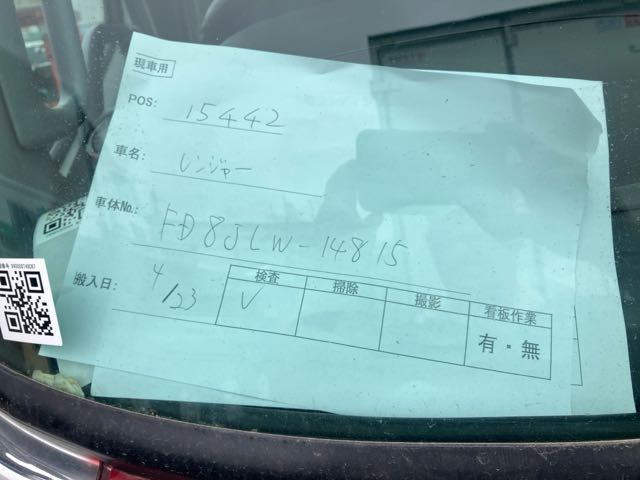 現車用
POS: 15442
車名: レンジャー
車体No.: FD8JLW-14815
搬入日: 4/23
検査 掃除 撮影 看板作業
✓ 有・無